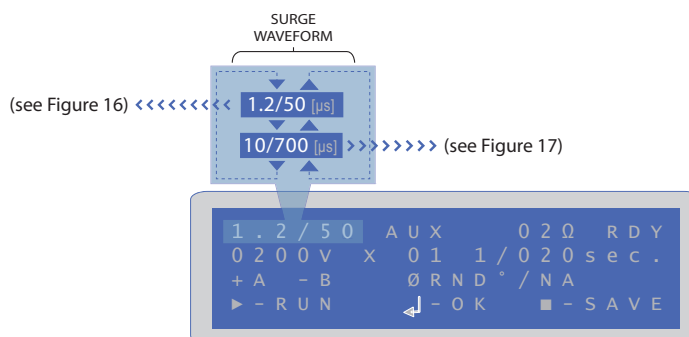 SURGE
WAVEFORM
(see Figure 16) 1.2/50 [µs]
10/700 [µs] (see Figure 17)
1.2/50 AUX 02Ω RDY
0200V X 01 1/020sec.
+A -B ØRND°/NA
►-RUN ↲-OK ■-SAVE